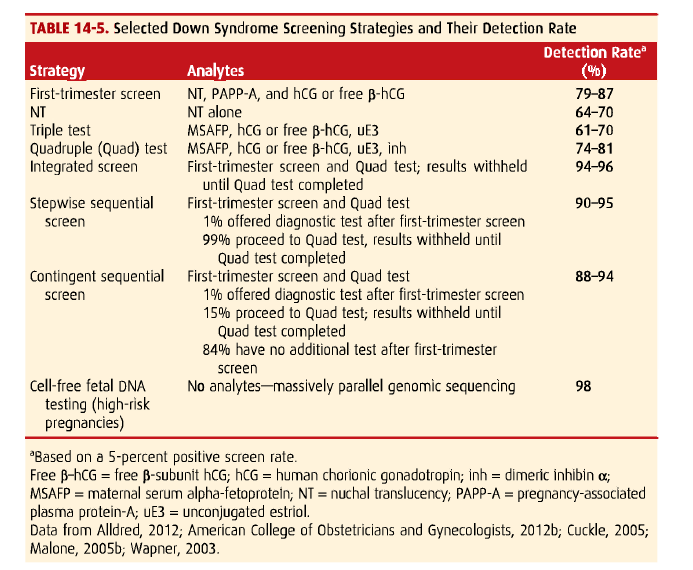 TABLE 14-5. Selected Down Syndrome Screening Strategies and Their Detection Rate
Detection Rateª
Strategy Analytes (%)
First-trimester screen NT, PAPP-A, and hCG or free β-hCG 79–87
NT NT alone 64–70
Triple test MSAFP, hCG or free β-hCG, uE3 61–70
Quadruple (Quad) test MSAFP, hCG or free β-hCG, uE3, inh 74–81
Integrated screen First-trimester screen and Quad test; results withheld 94–96
until Quad test completed
Stepwise sequential First-trimester screen and Quad test 90–95
screen 1% offered diagnostic test after first-trimester screen
99% proceed to Quad test, results withheld until
Quad test completed
Contingent sequential First-trimester screen and Quad test 88–94
screen 1% offered diagnostic test after first-trimester screen
15% proceed to Quad test; results withheld until
Quad test completed
84% have no additional test after first-trimester
screen
Cell-free fetal DNA No analytes—massively parallel genomic sequencing 98
testing (high-risk
pregnancies)
ªBased on a 5-percent positive screen rate.
Free β-hCG = free β-subunit hCG; hCG = human chorionic gonadotropin; inh = dimeric inhibin α;
MSAFP = maternal serum alpha-fetoprotein; NT = nuchal translucency; PAPP-A = pregnancy-associated
plasma protein-A; uE3 = unconjugated estriol.
Data from Alldred, 2012; American College of Obstetricians and Gynecologists, 2012b; Cuckle, 2005;
Malone, 2005b; Wapner, 2003.